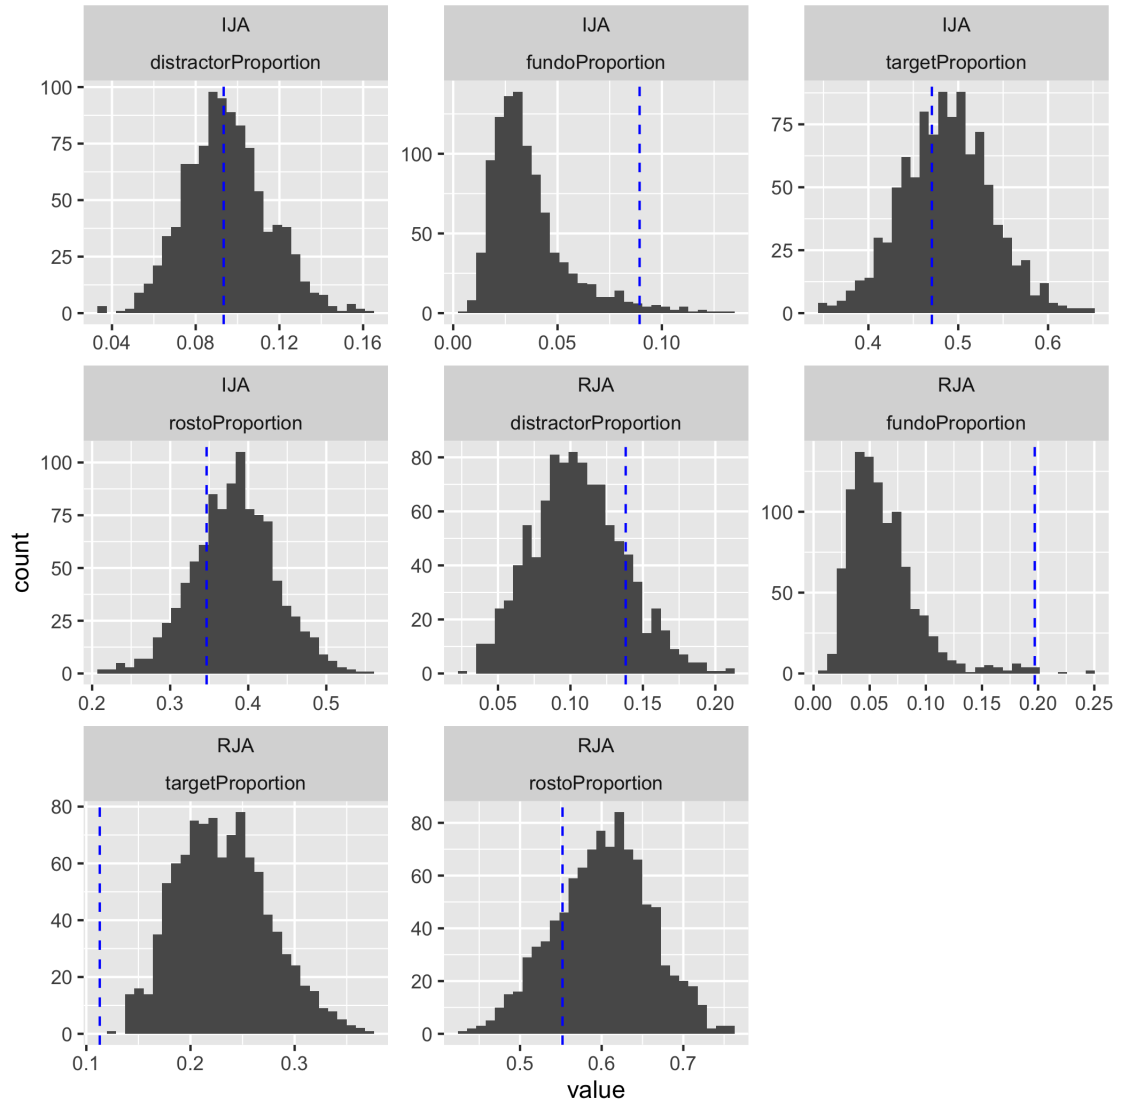 IJA
distractorProportion
100
75
50
25
0
0.04 0.08 0.12 0.16
IJA
fundoProportion
100
50
0
0.00 0.05 0.10
IJA
targetProportion
75
50
25
0
0.4 0.5 0.6
IJA
rostoProportion
100
75
50
25
0
0.2 0.3 0.4 0.5
RJA
distractorProportion
80
60
40
20
0
0.05 0.10 0.15 0.20
RJA
fundoProportion
100
50
0
0.00 0.05 0.10 0.15 0.20 0.25
RJA
targetProportion
80
60
40
20
0
0.1 0.2 0.3
RJA
rostoProportion
80
60
40
20
0
0.5 0.6 0.7
count
value